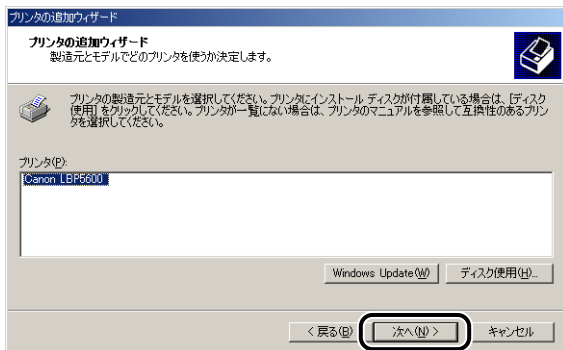 プリンタの追加ウィザード
プリンタの追加ウィザード
製造元とモデルでどのプリンタを使うか決定します。
プリンタの製造元とモデルを選択してください。プリンタにインストール ディスクが付属している場合は、[ディスク
使用] をクリックしてください。プリンタが一覧にない場合は、プリンタのマニュアルを参照して互換性のあるプリン
タを選択してください。
プリンタ(P):
Canon LBP5600
Windows Update(W) ディスク使用(H)...
< 戻る(B) 次へ(N) > キャンセル